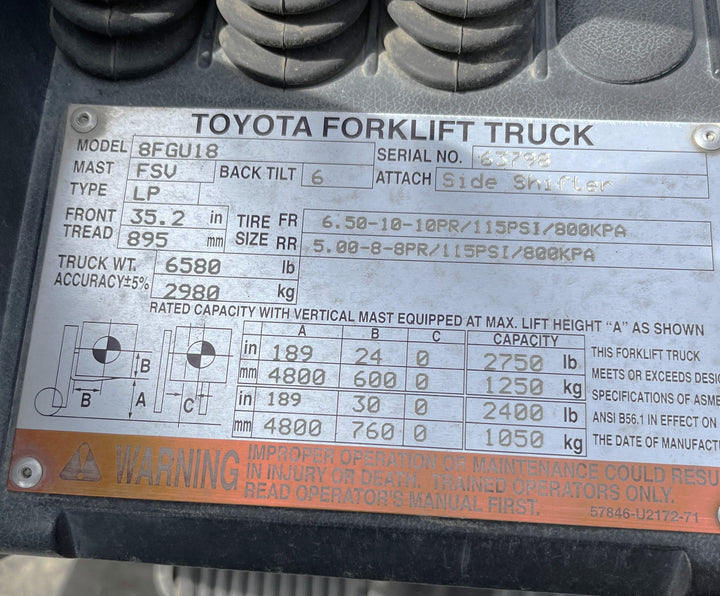 TOYOTA FORKLIFT TRUCK
MODEL 8FGU18 SERIAL NO. 63798
MAST FSV BACK TILT 6 ATTACH Side Shifter
TYPE LP
FRONT TREAD 35.2 in 895 mm
TIRE SIZE FR 6.50-10-10PR/115PSI/800KPA
RR 5.00-8-8PR/115PSI/800KPA
TRUCK WT. 6580 lb
ACCURACY±5% 2980 kg
RATED CAPACITY WITH VERTICAL MAST EQUIPPED AT MAX. LIFT HEIGHT "A" AS SHOWN
A B C CAPACITY
in 189 24 0 2750 lb
mm 4800 600 0 1250 kg
in 189 30 0 2400 lb
mm 4800 760 0 1050 kg
B B A C
THIS FORKLIFT TRUCK
MEETS OR EXCEEDS
SPECIFICATIONS OF ASME
ANSI B56.1 IN EFFECT ON
THE DATE OF
WARNING
IMPROPER OPERATION OR MAINTENANCE COULD
IN INJURY OR DEATH. TRAINED OPERATORS ONLY.
READ OPERATOR'S MANUAL FIRST.
57846-U2172-71